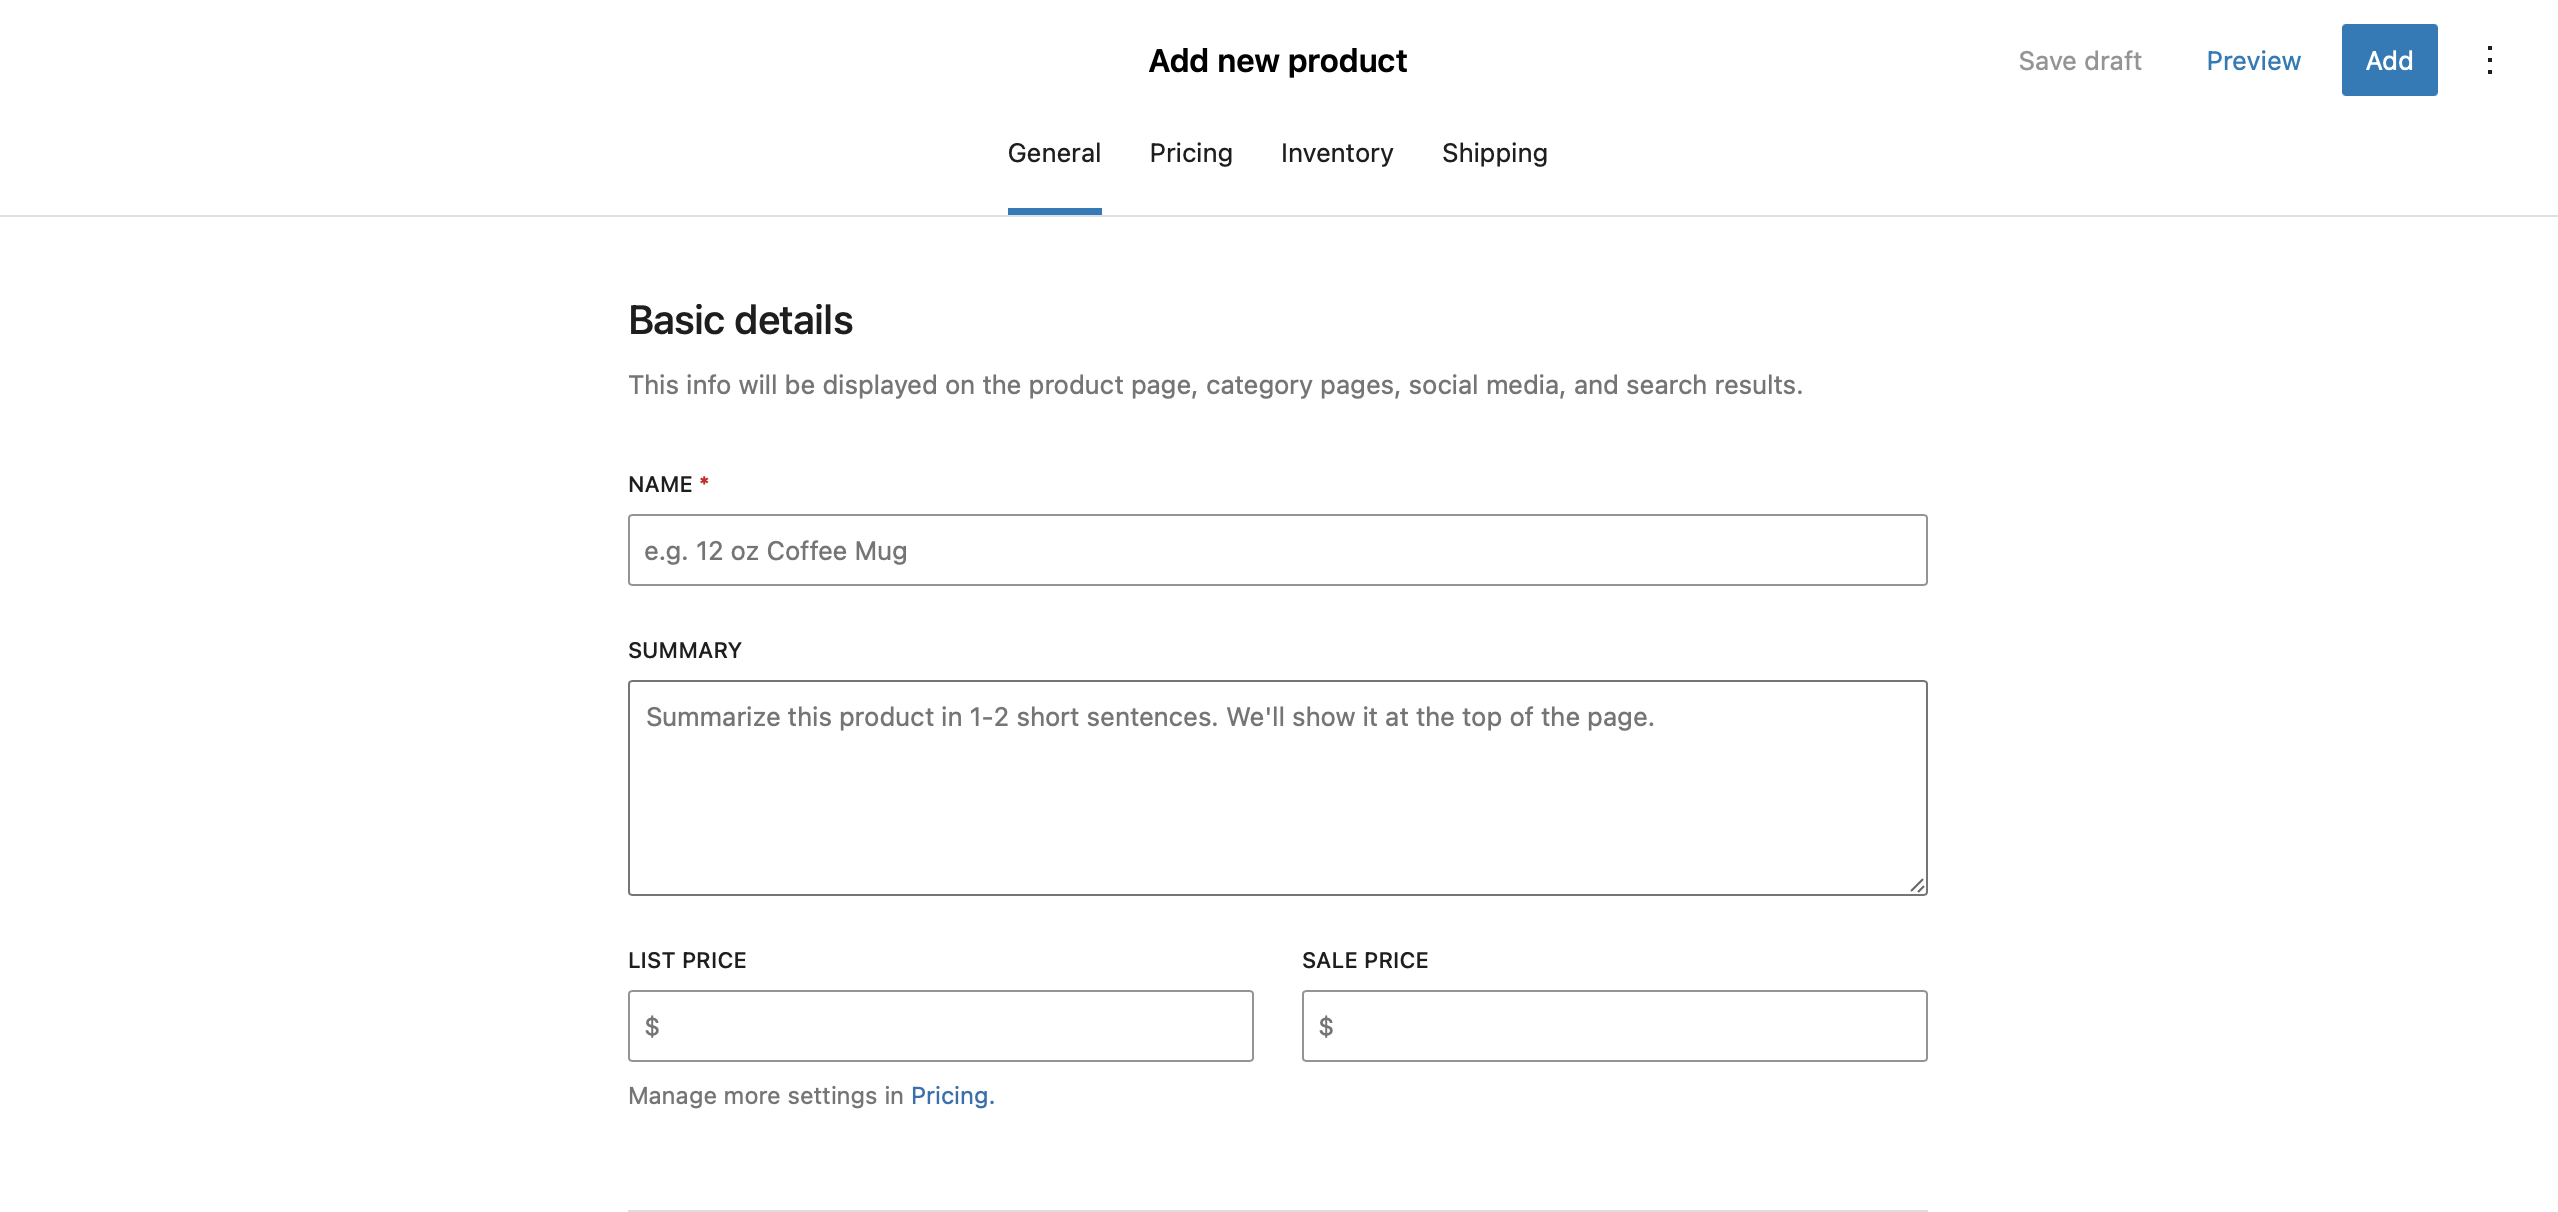 Add new product
Save draft
Preview
Add
General
Pricing
Inventory
Shipping
Basic details
This info will be displayed on the product page, category pages, social media, and search results.
NAME *
e.g. 12 oz Coffee Mug
SUMMARY
Summarize this product in 1-2 short sentences. We'll show it at the top of the page.
LIST PRICE
SALE PRICE
$
$
Manage more settings in Pricing.